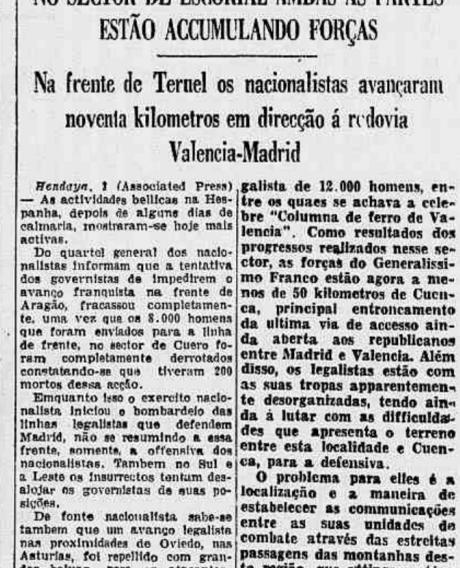 NO SECTOR DE ESCORIAL AMBAS AS PARTES
ESTÃO ACCUMULANDO FORÇAS
Na frente de Teruel os nacionalistas avançaram
noventa kilometros em direcção á redovia
Valencia-Madrid
Hendaya, 1 (Associated Press)
— As actividades bellicas na Hes-
panha, depois de alguns dias de
calmaria, mostraram-se hoje mais
activas.
Do quartel general dos nacio-
nalistas informam que a tentativa
dos governistas de impedirem o
avanço franquista na frente de
Aragão, fracassou completamen-
te, uma vez que os 8.000 homens
que foram enviados para a linha
de frente, no sector de Cuero fo-
ram completamente derrotados
constatando-se que tiveram 200
mortos dessa acção.
Emquanto isso o exercito nacio-
nalista iniciou o bombardeio das
linhas legalistas que defendem
Madrid, não se resumindo a essa
frente, somente, a offensiva dos
nacionalistas. Tambem no Sul e
a Leste os insurrectos tentam des-
alojar os governistas de suas po-
sições.
De fonte nacionalista sabe-se
tambem que um avanço legalista
nas proximidades de Oviedo, nas
Asturias, foi repellido com gran-
galista de 12.000 homens, en-
tre os quaes se achava a cele-
bre "Columna de ferro de Va-
lencia". Como resultados dos
progressos realizados nesse se-
ctor, as forças do Generalissi-
mo Franco estão agora a me-
nos de 50 kilometros de Cuen-
ca, principal entroncamento
da ultima via de accesso ain-
da aberta aos republicanos
entre Madrid e Valencia. Além
disso, os legalistas estão com
as suas tropas apparentemen-
te desorganizadas, tendo ain-
da á lutar com as difficulda-
des que apresenta o terreno
entre esta localidade e Cuen-
ca, para a defensiva.
O problema para elles é a
localização e a maneira de
estabelecer as communicações
entre as suas unidades de
combate através das estreitas
passagens das montanhas des-